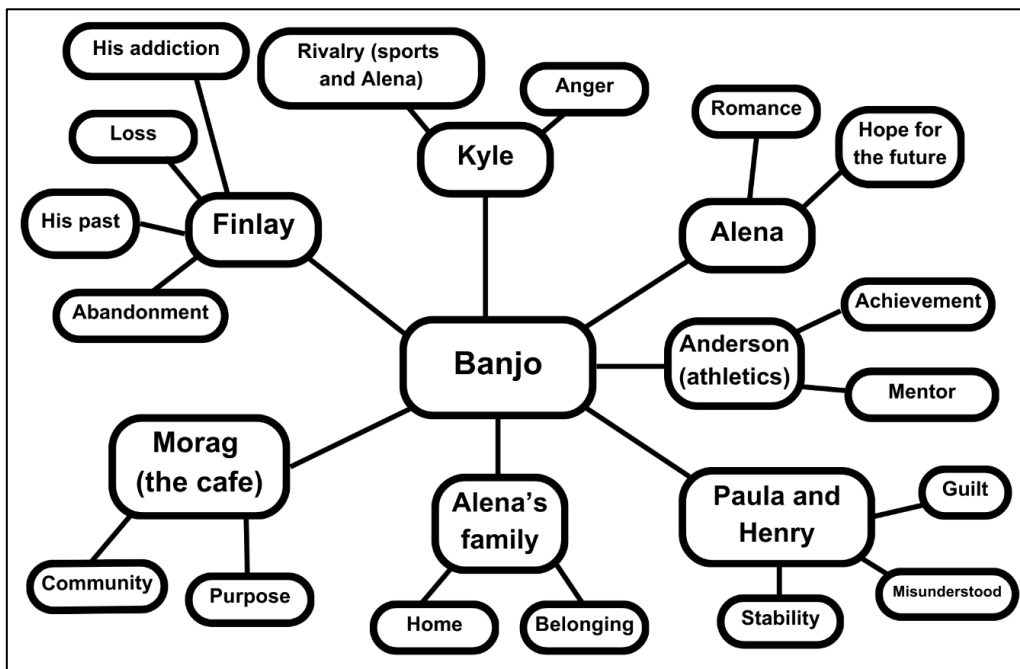 His addiction
Loss
His past
Abandonment
Finlay
Rivalry (sports
and Alena)
Anger
Kyle
Romance
Hope for
the future
Alena
Achievement
Mentor
Anderson
(athletics)
Banjo
Morag
(the cafe)
Community
Purpose
Alena's
family
Home
Belonging
Paula and
Henry
Guilt
Misunderstood
Stability